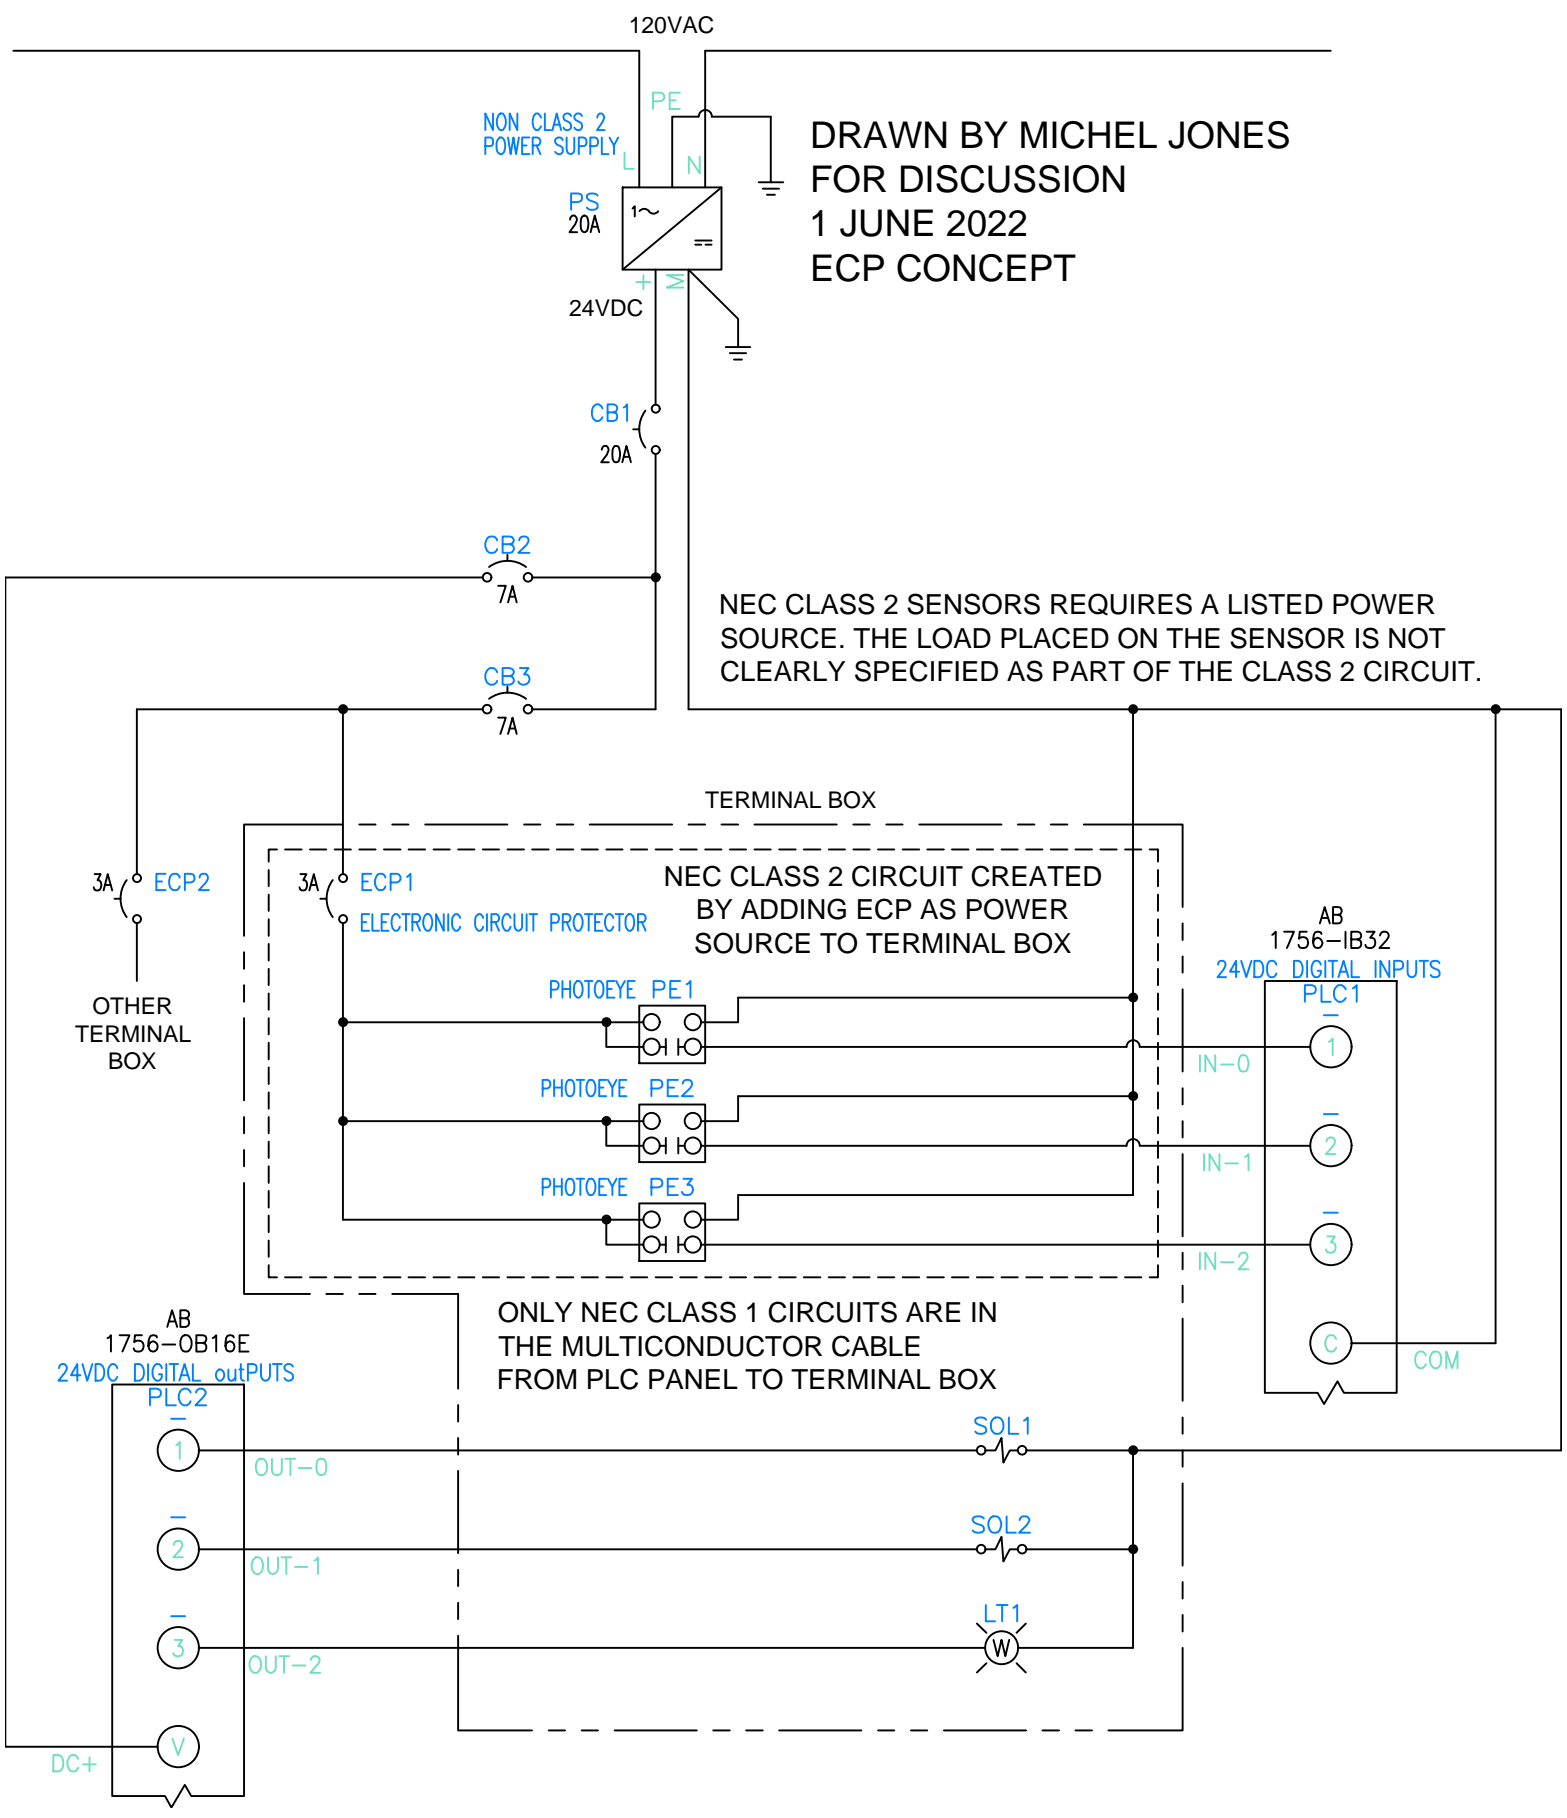 120VAC
PE
NON CLASS 2
POWER SUPPLY
L
N
DRAWN BY MICHEL JONES
FOR DISCUSSION
1 JUNE 2022
ECP CONCEPT
PS
20A
1~
+
M
24VDC
CB1
20A
CB2
7A
NEC CLASS 2 SENSORS REQUIRES A LISTED POWER
SOURCE. THE LOAD PLACED ON THE SENSOR IS NOT
CLEARLY SPECIFIED AS PART OF THE CLASS 2 CIRCUIT.
CB3
7A
TERMINAL BOX
3A
ECP2
3A
ECP1
ELECTRONIC CIRCUIT PROTECTOR
NEC CLASS 2 CIRCUIT CREATED
BY ADDING ECP AS POWER
SOURCE TO TERMINAL BOX
OTHER
TERMINAL
BOX
AB
1756-IB32
24VDC DIGITAL INPUTS
PLC1
PHOTOEYE PE1
1
IN-0
PHOTOEYE PE2
2
IN-1
PHOTOEYE PE3
3
IN-2
C
COM
ONLY NEC CLASS 1 CIRCUITS ARE IN
THE MULTICONDUCTOR CABLE
FROM PLC PANEL TO TERMINAL BOX
AB
1756-OB16E
24VDC DIGITAL outPUTS
PLC2
1
OUT-0
SOL1
2
OUT-1
SOL2
3
OUT-2
LT1
W
V
DC+